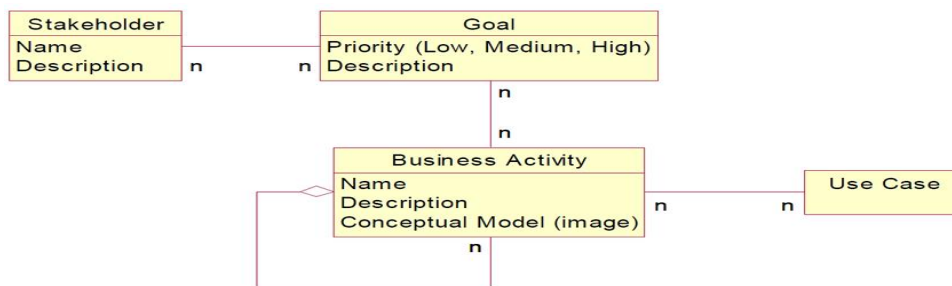 Stakeholder
Name
Description
n
n
Goal
Priority (Low, Medium, High)
Description
n
n
Business Activity
Name
Description
Conceptual Model (image)
n
n
n
Use Case